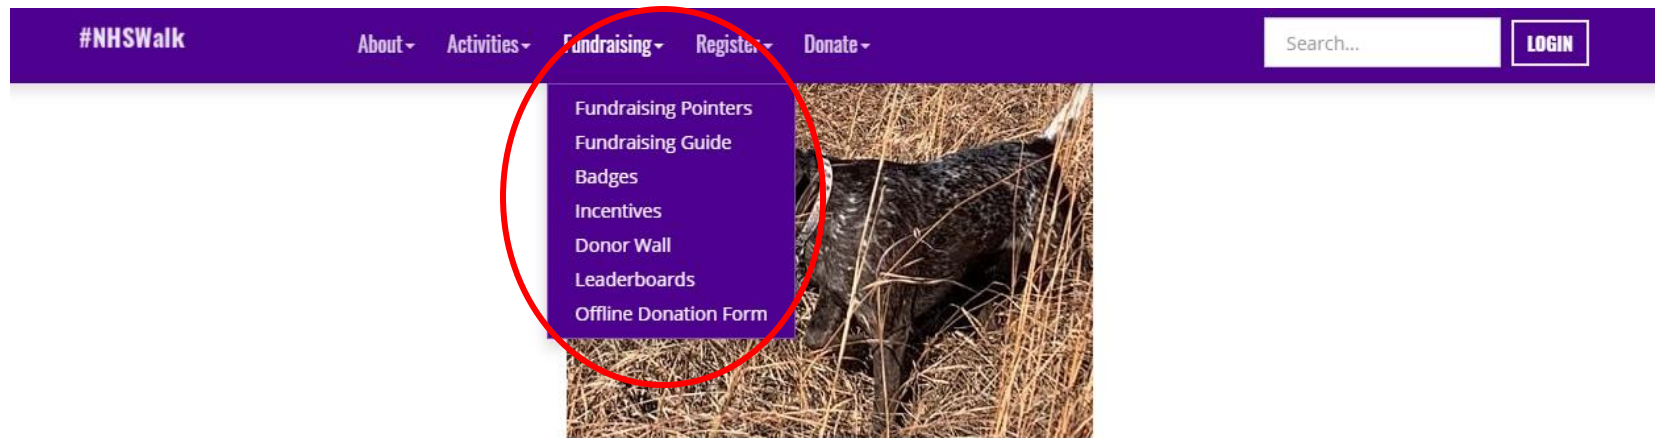 #NHSWalk About Activities Fundraising Register Donate Search... LOGIN
Fundraising Pointers
Fundraising Guide
Badges
Incentives
Donor Wall
Leaderboards
Offline Donation Form